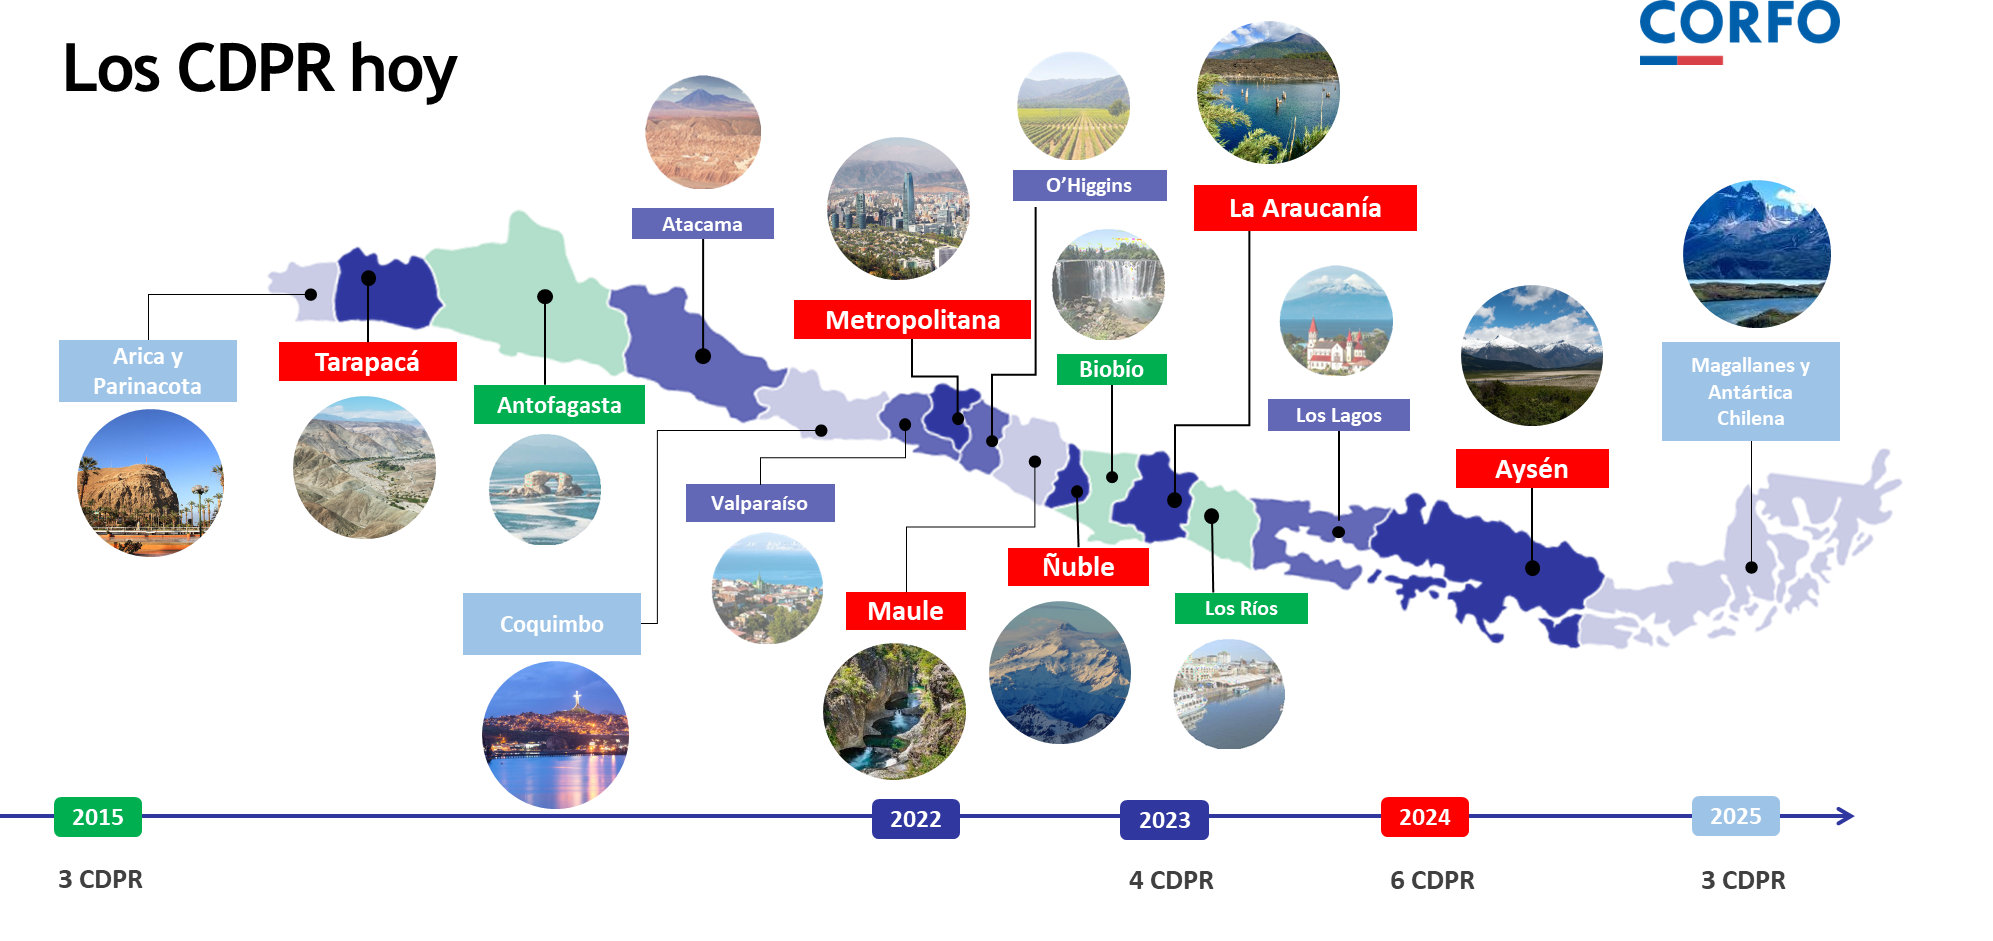 Los CDPR hoy
CORFO
Atacama
O’Higgins
La Araucanía
Metropolitana
Arica y
Parinacota
Tarapacá
Antofagasta
Biobío
Los Lagos
Magallanes y
Antártica
Chilena
Aysén
Valparaíso
Coquimbo
Maule
Ñuble
Los Ríos
2015
2022
2023
2024
2025
3 CDPR
4 CDPR
6 CDPR
3 CDPR